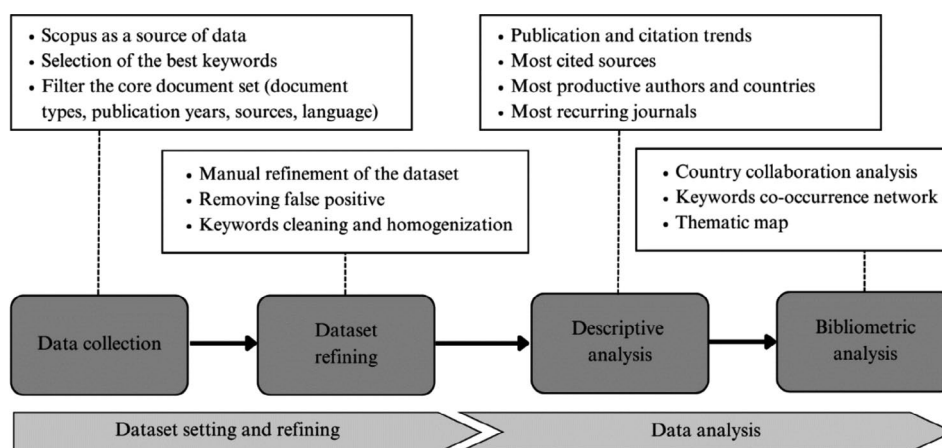 • Scopus as a source of data
• Selection of the best keywords
• Filter the core document set (document
types, publication years, sources, language)
• Publication and citation trends
• Most cited sources
• Most productive authors and countries
• Most recurring journals
• Manual refinement of the dataset
• Removing false positive
• Keywords cleaning and homogenization
• Country collaboration analysis
• Keywords co-occurrence network
• Thematic map
Data collection
Dataset
refining
Descriptive
analysis
Bibliometric
analysis
Dataset setting and refining
Data analysis